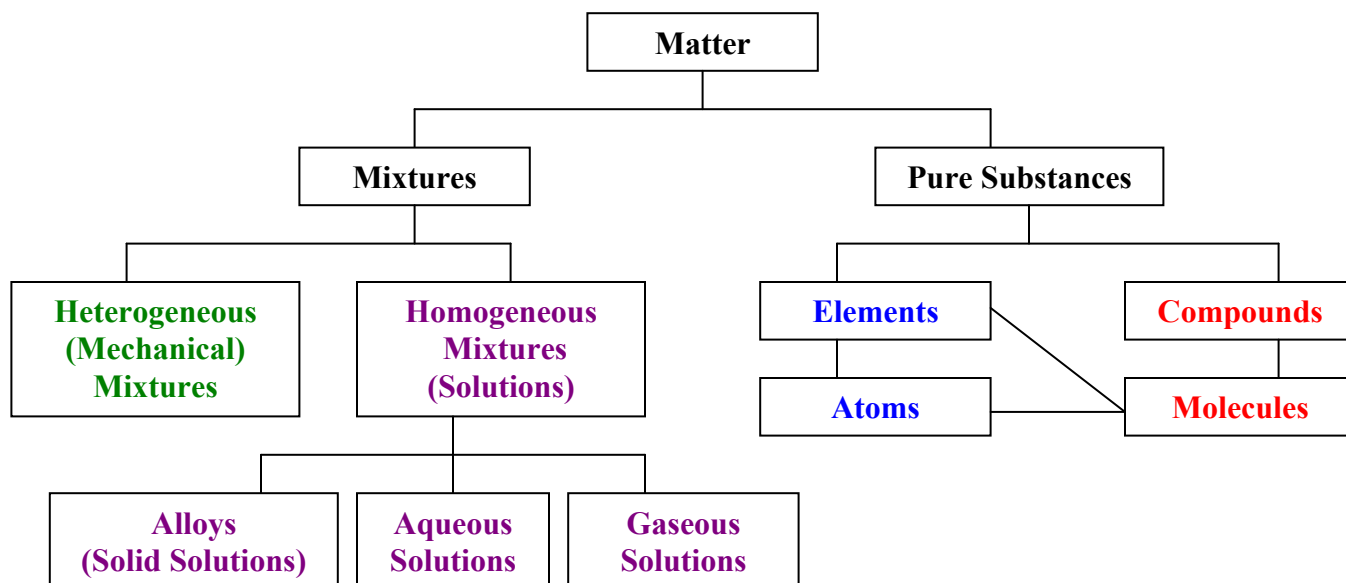 Matter
Mixtures
Pure Substances
Heterogeneous
(Mechanical)
Mixtures
Homogeneous
Mixtures
(Solutions)
Elements
Compounds
Atoms
Molecules
Alloys
(Solid Solutions)
Aqueous
Solutions
Gaseous
Solutions